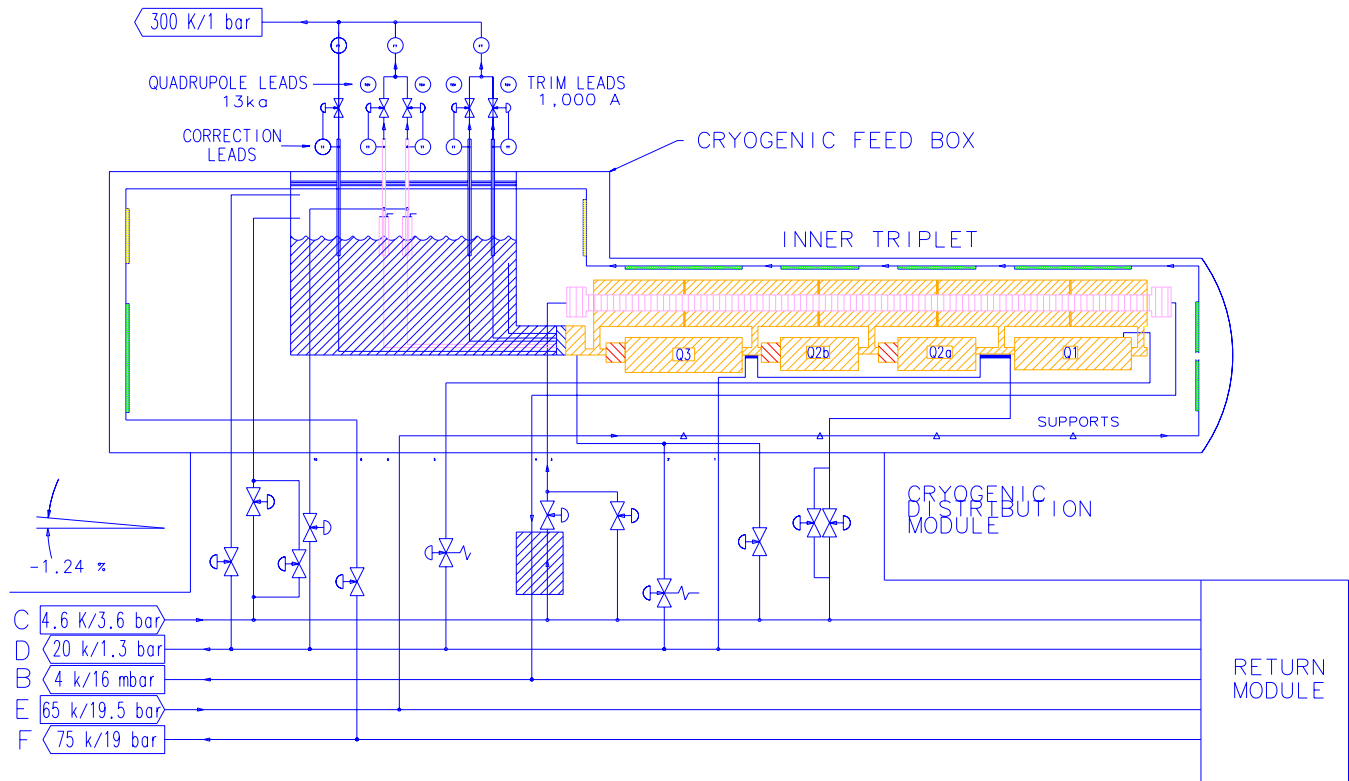 300 K/1 bar
QUADRUPOLE LEADS
13ka
TRIM LEADS
1,000 A
CORRECTION
LEADS
CRYOGENIC FEED BOX
INNER TRIPLET
Q3
Q2b
Q2a
Q1
SUPPORTS
CRYOGENIC
DISTRIBUTION
MODULE
-1.24 %
C 4.6 K/3.6 bar
D 20 k/1.3 bar
B 4 k/16 mbar
E 65 k/19.5 bar
F 75 k/19 bar
RETURN
MODULE